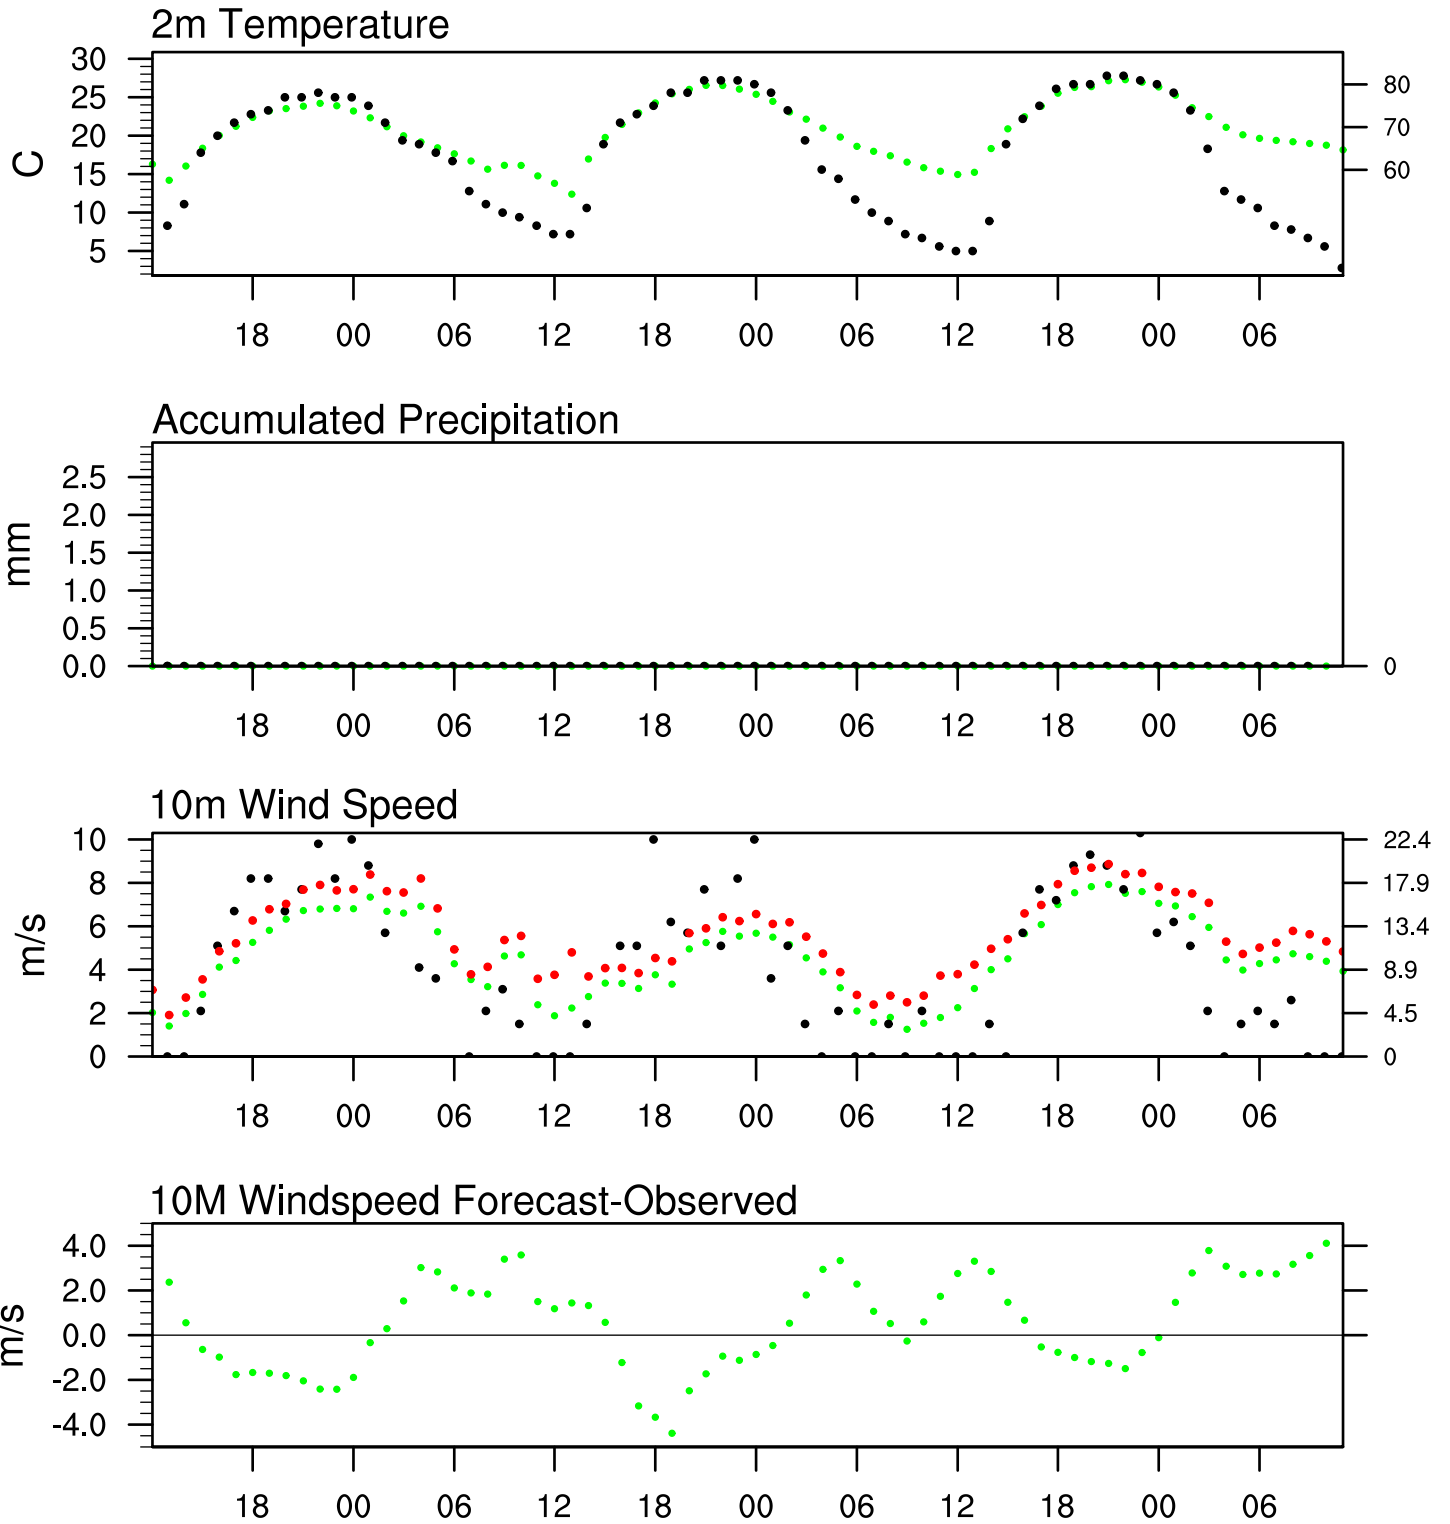 2m Temperature
30
25
20
15
10
5
C
80
70
60
18 00 06 12 18 00 06 12 18 00 06
Accumulated Precipitation
2.5
2.0
1.5
1.0
0.5
0.0
mm
0
18 00 06 12 18 00 06 12 18 00 06
10m Wind Speed
10
8
6
4
2
0
m/s
22.4
17.9
13.4
8.9
4.5
0
18 00 06 12 18 00 06 12 18 00 06
10M Windspeed Forecast-Observed
4.0
2.0
0.0
-2.0
-4.0
m/s
18 00 06 12 18 00 06 12 18 00 06